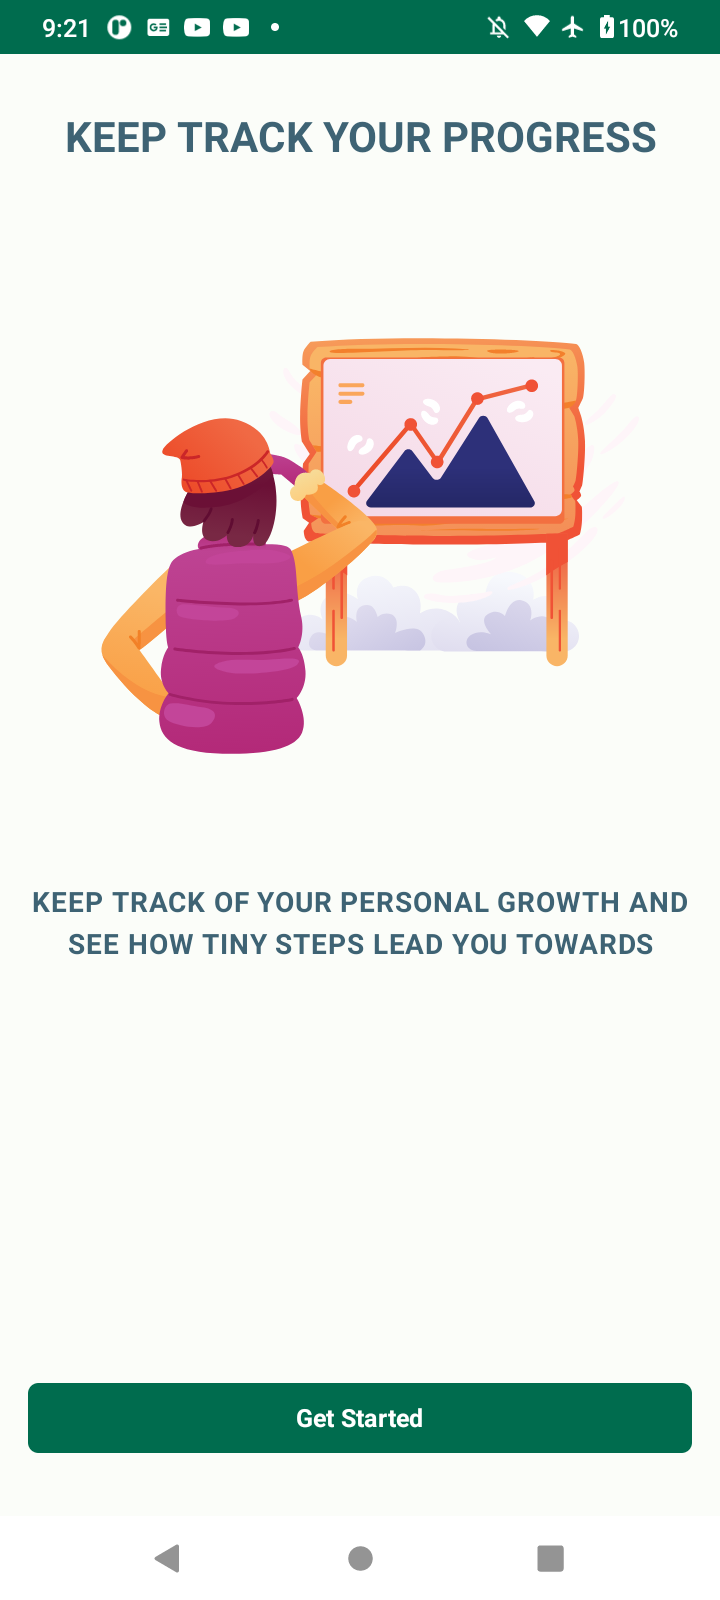 9:21
100%
KEEP TRACK YOUR PROGRESS
KEEP TRACK OF YOUR PERSONAL GROWTH AND
SEE HOW TINY STEPS LEAD YOU TOWARDS
Get Started